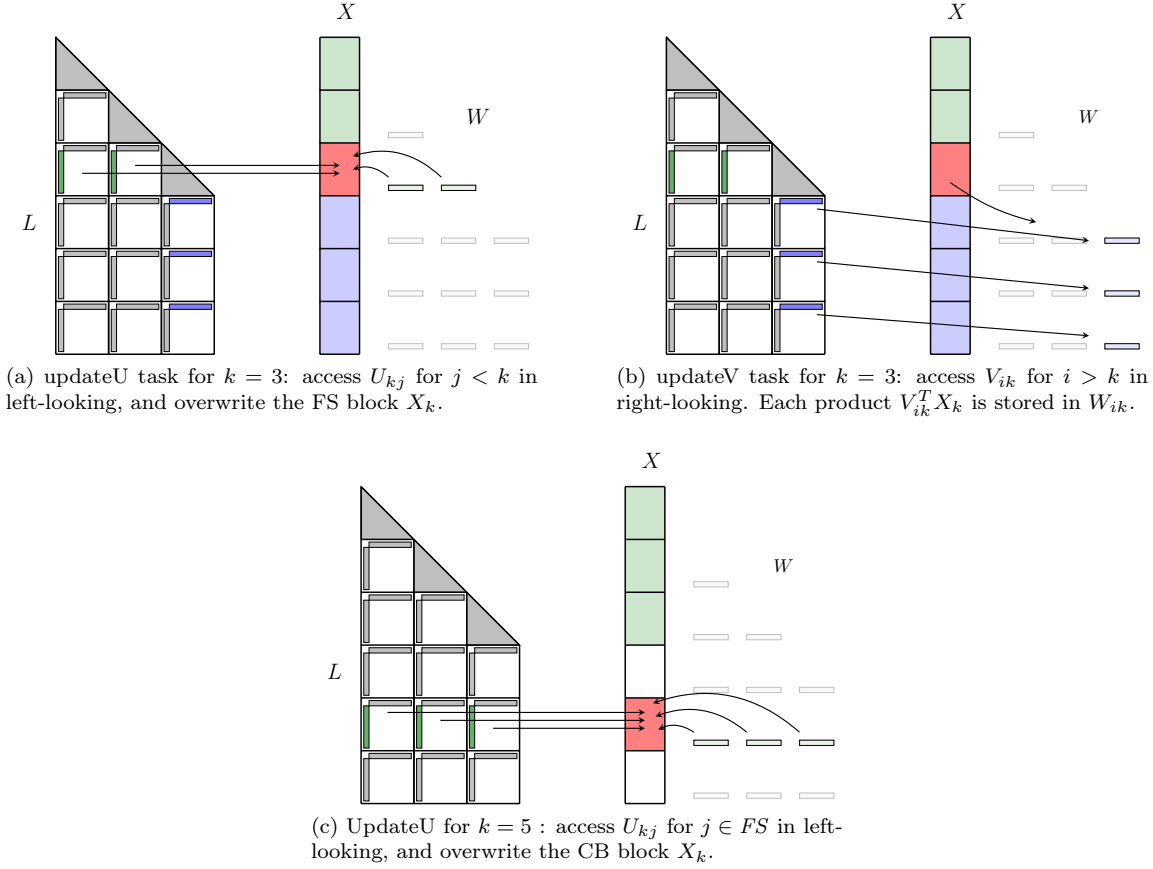 X
W
L
(a) updateU task for k = 3: access U_{kj} for j < k in
left-looking, and overwrite the FS block X_k.
X
W
L
(b) updateV task for k = 3: access V_{ik} for i > k in
right-looking. Each product V_{ik}^T X_k is stored in W_{ik}.
X
W
L
(c) UpdateU for k = 5 : access U_{kj} for j ∈ FS in left-
looking, and overwrite the CB block X_k.